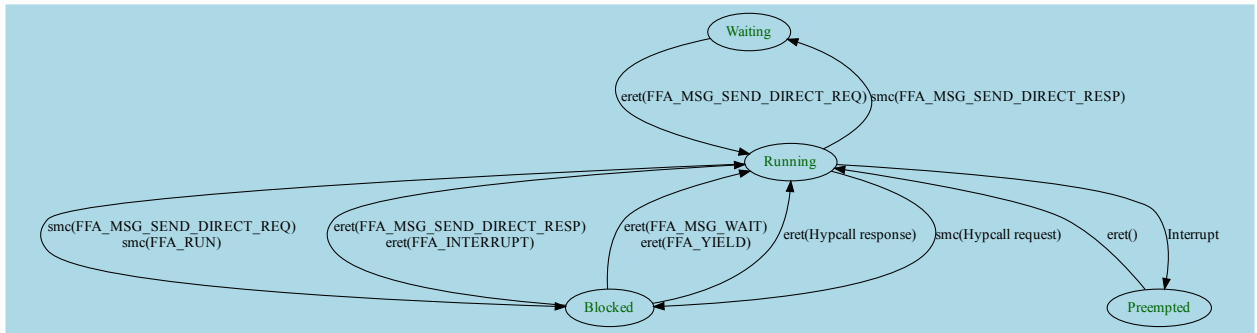 Waiting
eret(FFA_MSG_SEND_DIRECT_REQ)
smc(FFA_MSG_SEND_DIRECT_RESP)
Running
smc(FFA_MSG_SEND_DIRECT_REQ)
smc(FFA_RUN)
eret(FFA_MSG_SEND_DIRECT_RESP)
eret(FFA_INTERRUPT)
eret(FFA_MSG_WAIT)
eret(FFA_YIELD)
eret(Hypcall response)
smc(Hypcall request)
eret()
Interrupt
Blocked
Preempted